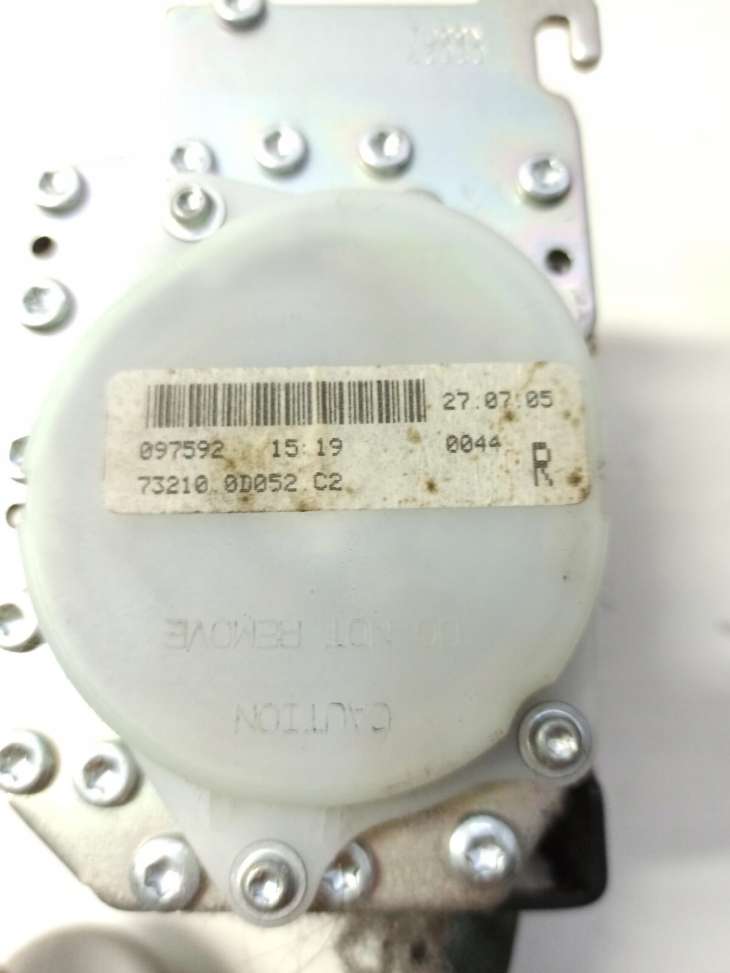 27.07.05
097592 15:19 0044 R
73210 0D052 C2
DO NOT REMOVE
CAUTION